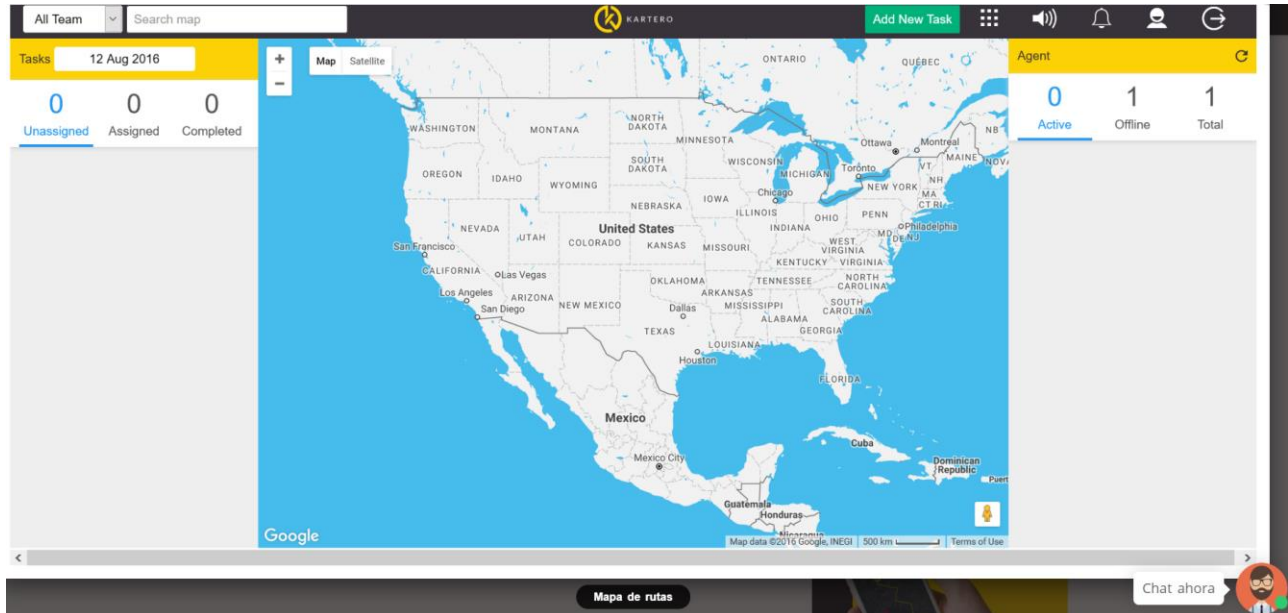 All Team
Search map
KARTERO
Add New Task
Tasks
12 Aug 2016
0
Unassigned
0
Assigned
0
Completed
+
−
Map
Satellite
Agent
0
Active
1
Offline
1
Total
ONTARIO
QUÉBEC
WASHINGTON
MONTANA
NORTH
DAKOTA
MINNESOTA
Ottawa
Montreal
NB
MAINE
NOV
OREGON
IDAHO
SOUTH
DAKOTA
WISCONSIN
MICHIGAN
Toronto
VT
NH
WYOMING
Chicago
NEW YORK
MA
CT RI
IOWA
NEBRASKA
ILLINOIS
INDIANA
OHIO
PENN
NEVADA
UTAH
United States
COLORADO
KANSAS
MISSOURI
WEST
VIRGINIA
MD
DE
NJ
Philadelphia
San Francisco
KENTUCKY
VIRGINIA
CALIFORNIA
Las Vegas
OKLAHOMA
TENNESSEE
NORTH
CAROLINA
Los Angeles
ARIZONA
NEW MEXICO
ARKANSAS
San Diego
Dallas
MISSISSIPPI
SOUTH
CAROLINA
ALABAMA
TEXAS
GEORGIA
LOUISIANA
Houston
FLORIDA
Mexico
Mexico City
Cuba
Dominican
Republic
Puert
Guatemala
Honduras
Nicaragua
Google
Map data ©2016 Google, INEGI
500 km
Terms of Use
Mapa de rutas
Chat ahora